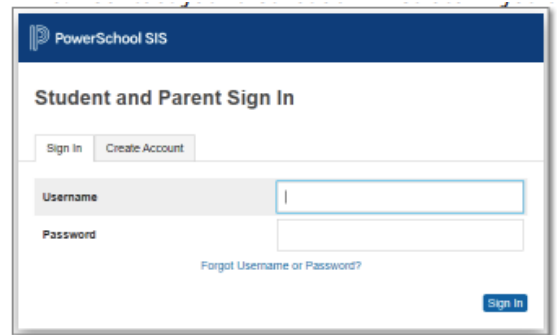 PowerSchool SIS
Student and Parent Sign In
Sign In Create Account
Username
Password
Forgot Username or Password?
Sign In